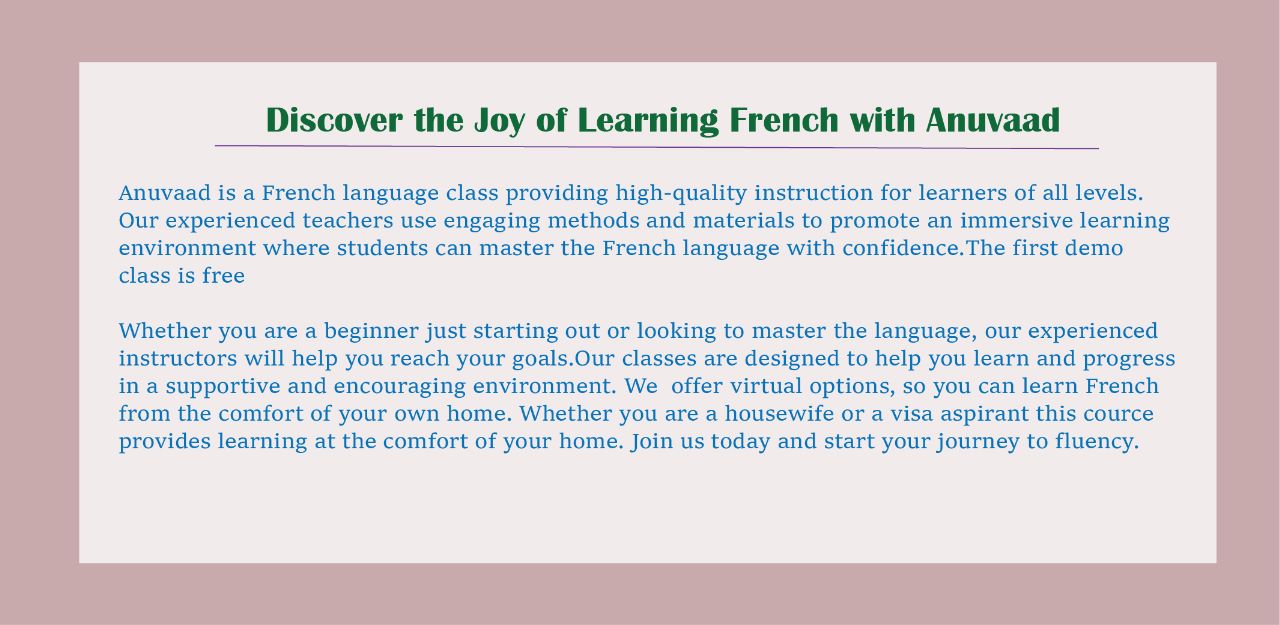 Discover the Joy of Learning French with Anuvaad
Anuvaad is a French language class providing high-quality instruction for learners of all levels.
Our experienced teachers use engaging methods and materials to promote an immersive learning
environment where students can master the French language with confidence.The first demo
class is free
Whether you are a beginner just starting out or looking to master the language, our experienced
instructors will help you reach your goals.Our classes are designed to help you learn and progress
in a supportive and encouraging environment. We  offer virtual options, so you can learn French
from the comfort of your own home. Whether you are a housewife or a visa aspirant this cource
provides learning at the comfort of your home. Join us today and start your journey to fluency.